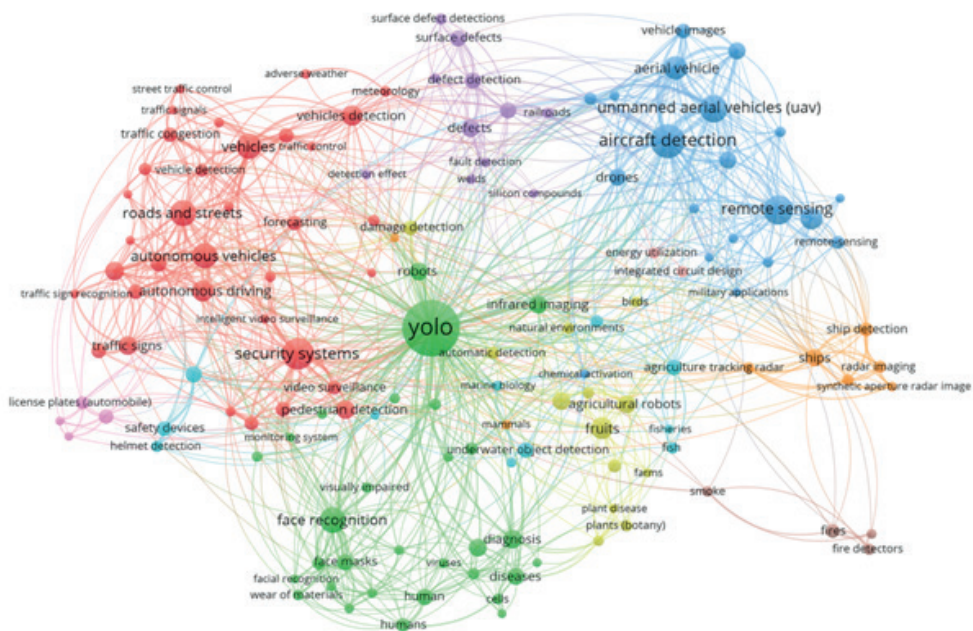 surface defect detections
vehicle images
surface defects
adverse weather
aerial vehicle
street traffic control
meteorology
defect detection
traffic signals
vehicles detection
railroads
unmanned aerial vehicles (uav)
traffic congestion
defects
vehicles
traffic control
aircraft detection
fault detection
vehicle detection
detection effect
welds
drones
silicon compounds
roads and streets
forecasting
damage detection
remote sensing
remote-sensing
autonomous vehicles
energy utilization
robots
integrated circuit design
traffic sign recognition
autonomous driving
military applications
infrared imaging
birds
intelligent video surveillance
yolo
natural environments
ship detection
traffic signs
security systems
automatic detection
ships
agriculture tracking radar
radar imaging
chemical activation
video surveillance
marine biology
synthetic aperture radar image
license plates (automobile)
pedestrian detection
agricultural robots
safety devices
mammals
fruits
fisheries
monitoring system
helmet detection
underwater object detection
fish
farms
visually impaired
smoke
plant disease
face recognition
plants (botany)
fires
diagnosis
fire detectors
face masks
viruses
facial recognition
diseases
wear of materials
human
cells
humans